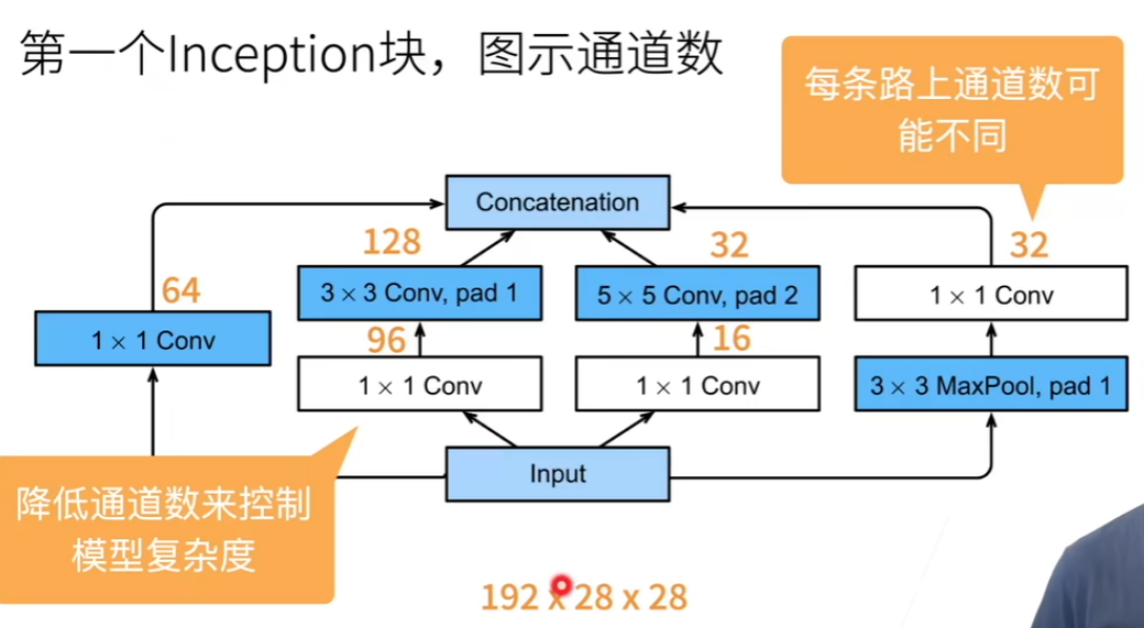 第一个Inception块，图示通道数
每条路上通道数可
能不同
Concatenation
128
32
32
64
3 × 3 Conv, pad 1
5 × 5 Conv, pad 2
1 × 1 Conv
1 × 1 Conv
96
16
1 × 1 Conv
1 × 1 Conv
3 × 3 MaxPool, pad 1
Input
降低通道数来控制
模型复杂度
192 x 28 x 28